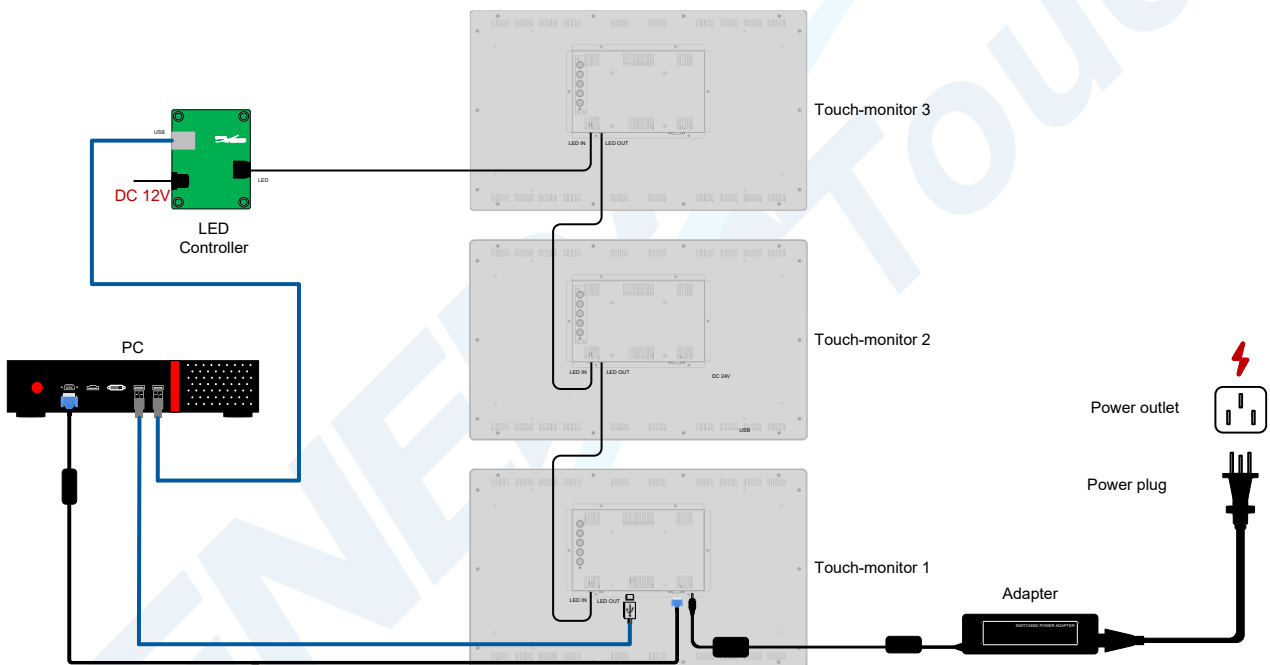 Touch-monitor 3
LED IN
LED OUT
USB
LED
DC 12V
LED
Controller
Touch-monitor 2
LED IN
LED OUT
DC 24V
USB
PC
Power outlet
Power plug
Touch-monitor 1
LED IN
LED OUT
Adapter
SWITCHING POWER ADAPTER
Touch